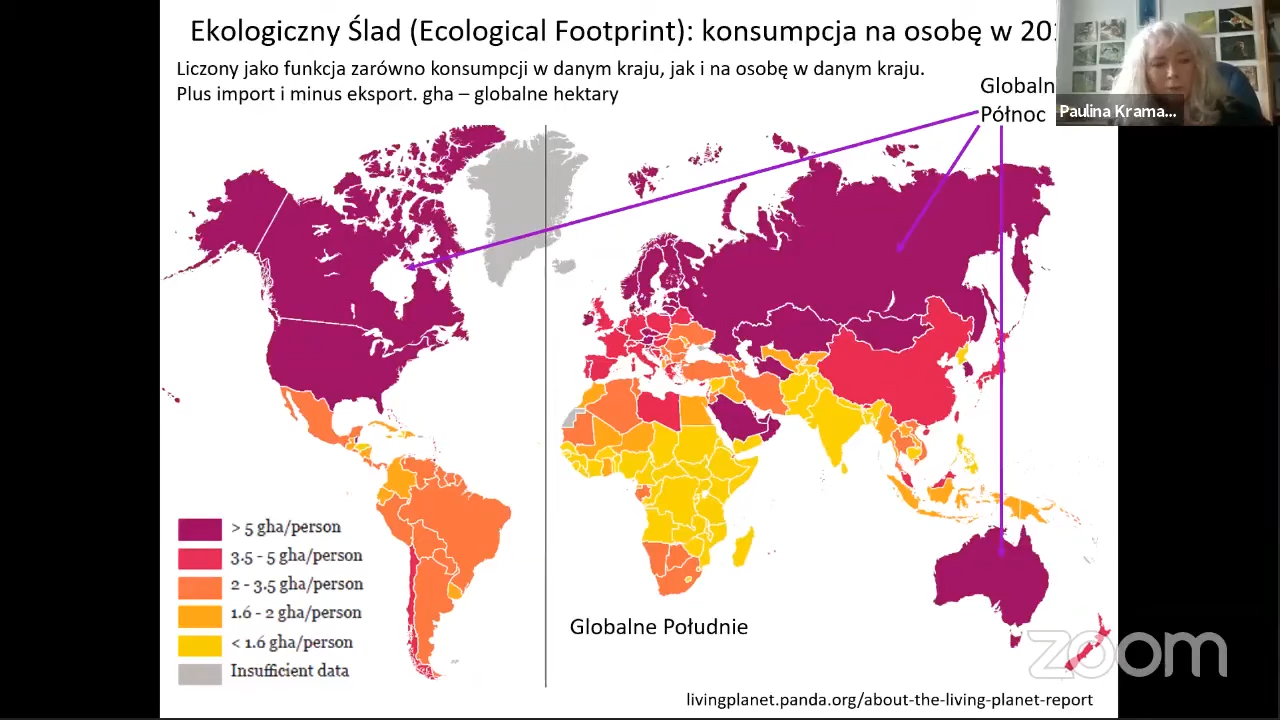 Ekologiczny Ślad (Ecological Footprint): konsumpcja na osobę w
Liczony jako funkcja zarówno konsumpcji w danym kraju, jak i na osobę w danym kraju.
Plus import i minus eksport. gha – globalne hektary
Globaln
Północ
Paulina Krama...
> 5 gha/person
3.5 - 5 gha/person
2 - 3.5 gha/person
1.6 - 2 gha/person
< 1.6 gha/person
Insufficient data
Globalne Południe
zoom
livingplanet.panda.org/about-the-living-planet-report